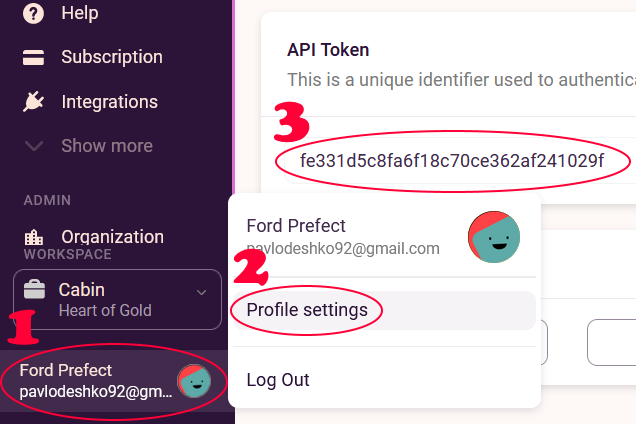 Help
Subscription
Integrations
Show more
ADMIN
Organization
WORKSPACE
Cabin
Heart of Gold
1
Ford Prefect
pavlodeshko92@gm...
API Token
This is a unique identifier used to authentica
3
fe331d5c8fa6f18c70ce362af241029f
Ford Prefect
pavlodeshko92@gmail.com
2
Profile settings
Log Out